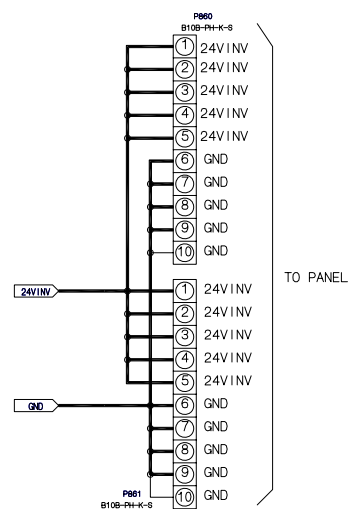 P860
B10B-PH-K-S
1 24VINV
2 24VINV
3 24VINV
4 24VINV
5 24VINV
6 GND
7 GND
8 GND
9 GND
10 GND
TO PANEL
24VINV
1 24VINV
2 24VINV
3 24VINV
4 24VINV
5 24VINV
GND
6 GND
7 GND
8 GND
9 GND
10 GND
P861
B10B-PH-K-S